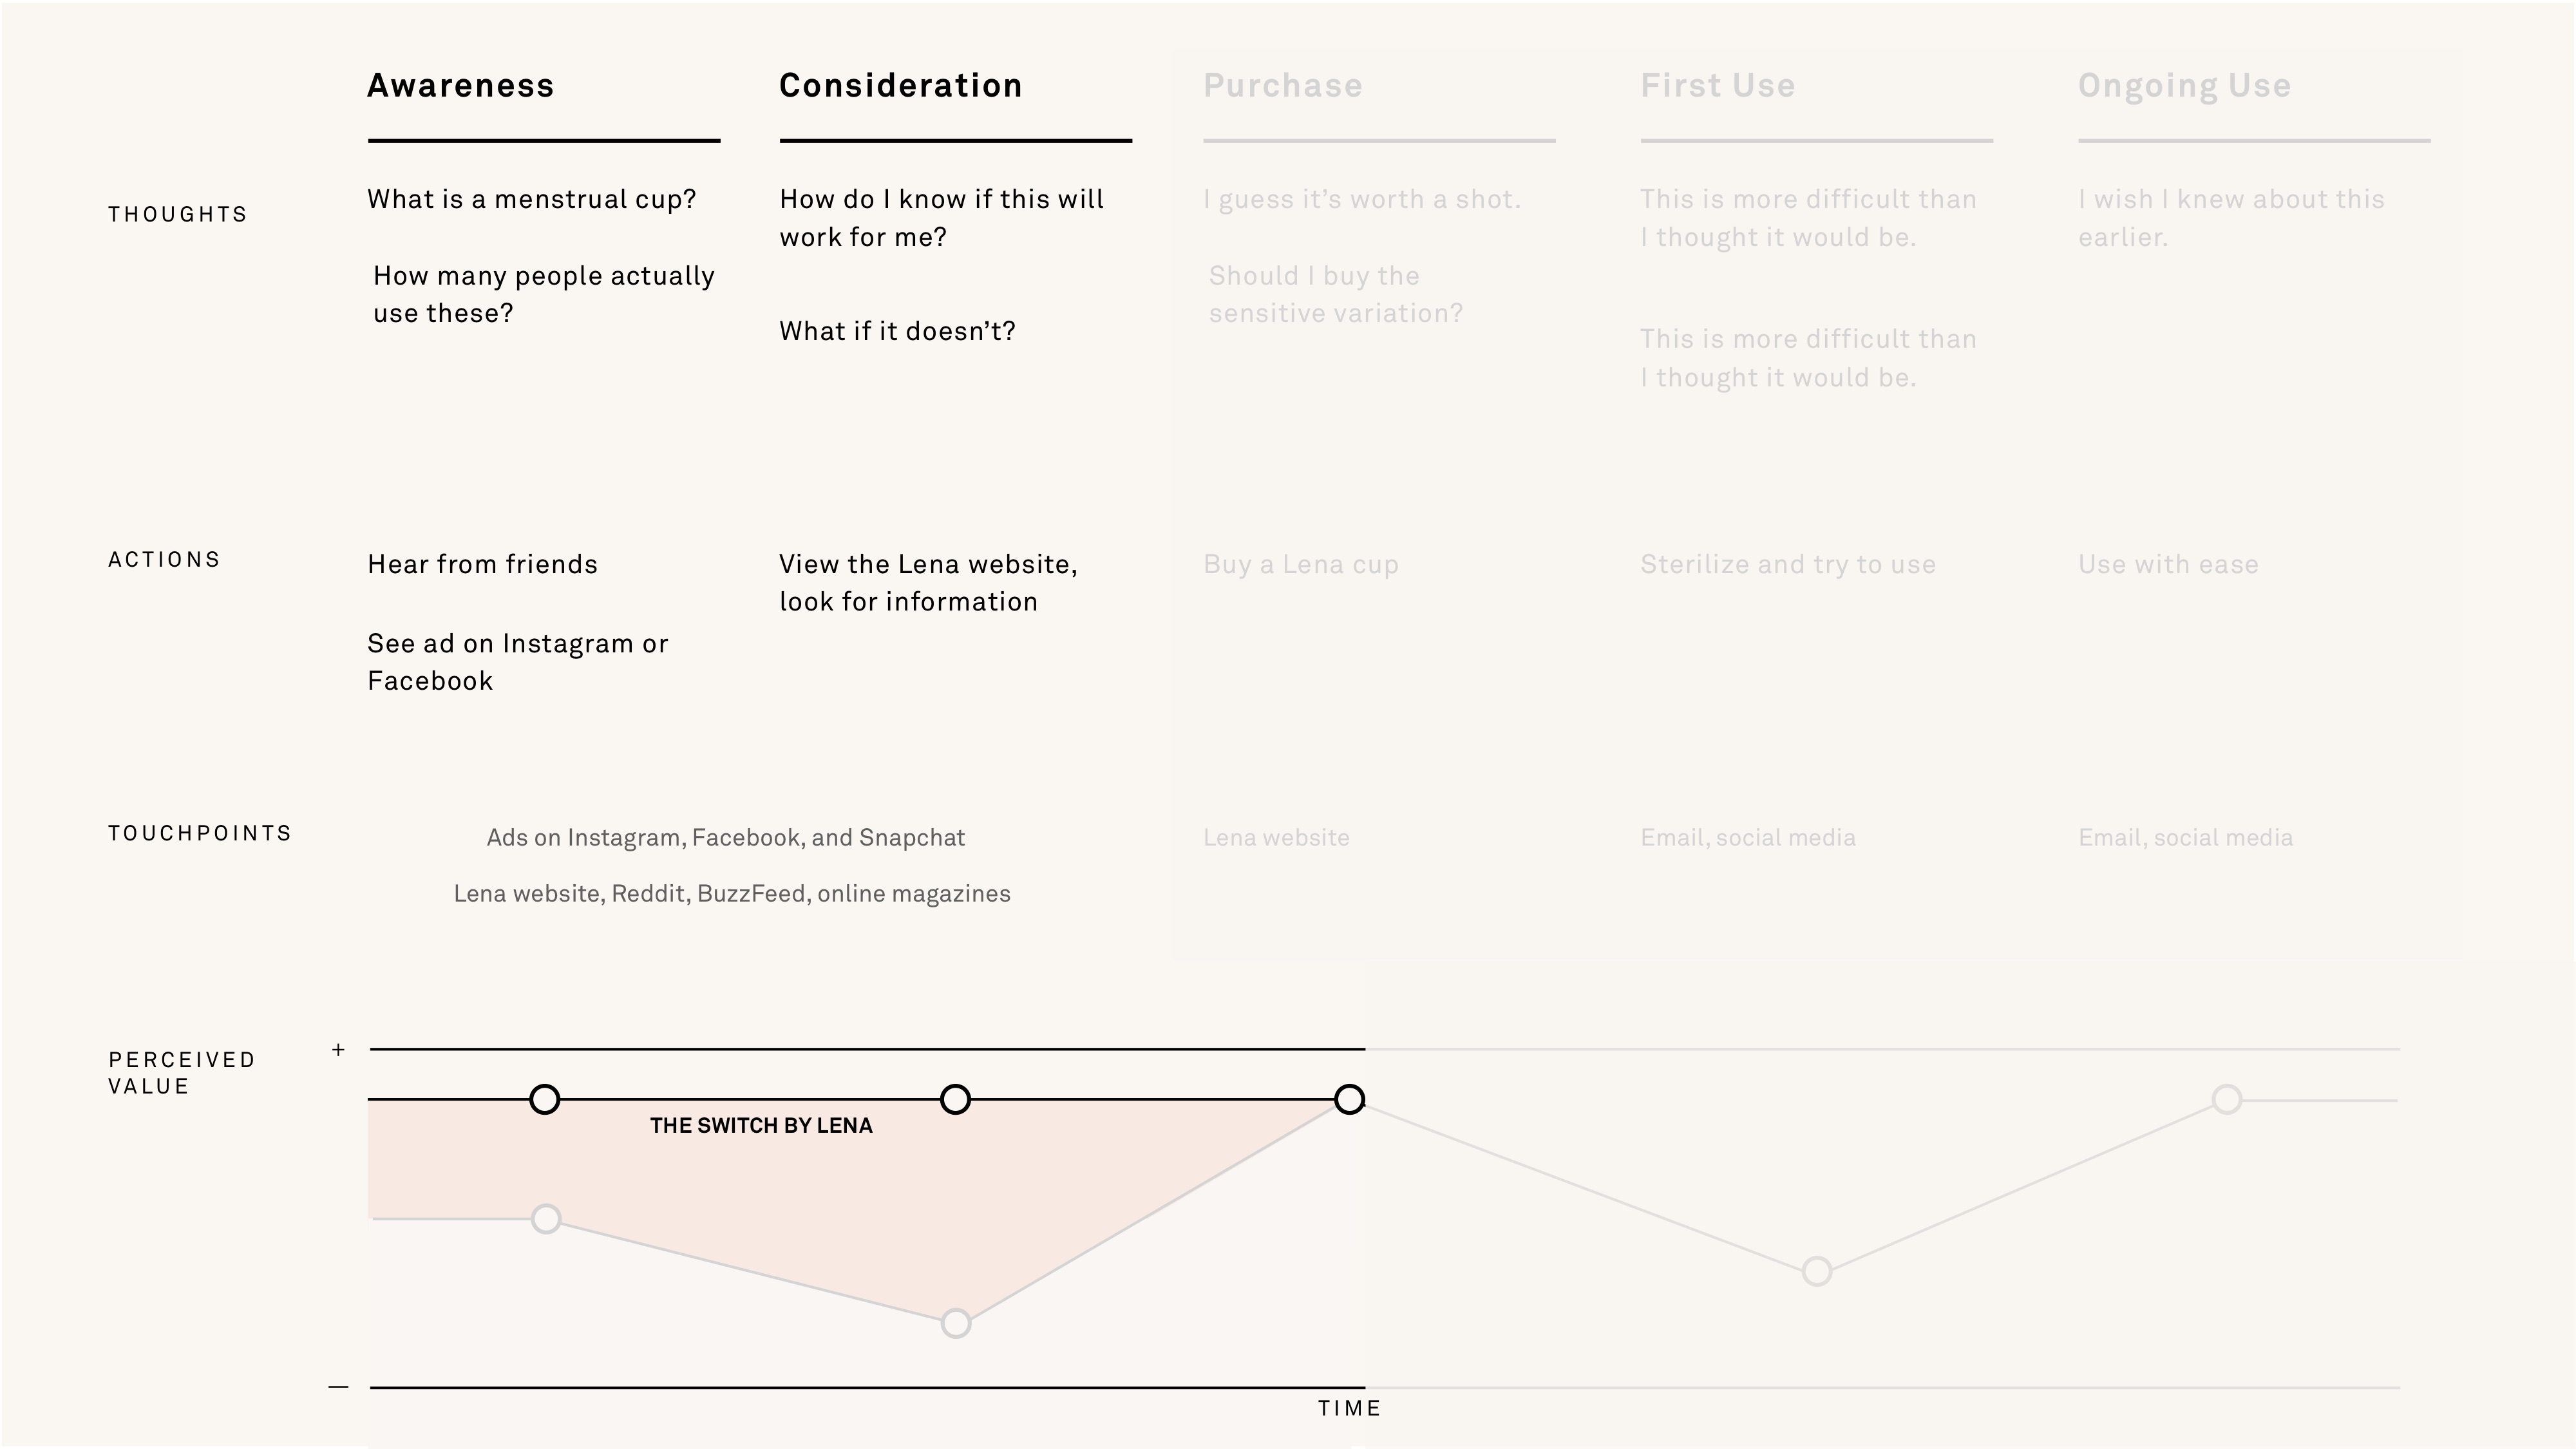 Awareness
Consideration
Purchase
First Use
Ongoing Use
THOUGHTS
What is a menstrual cup?
How many people actually
use these?
How do I know if this will
work for me?
What if it doesn’t?
I guess it’s worth a shot.
Should I buy the
sensitive variation?
This is more difficult than
I thought it would be.
This is more difficult than
I thought it would be.
I wish I knew about this
earlier.
ACTIONS
Hear from friends
See ad on Instagram or
Facebook
View the Lena website,
look for information
Buy a Lena cup
Sterilize and try to use
Use with ease
TOUCHPOINTS
Ads on Instagram, Facebook, and Snapchat
Lena website, Reddit, BuzzFeed, online magazines
Lena website
Email, social media
Email, social media
PERCEIVED
VALUE
+
THE SWITCH BY LENA
—
TIME